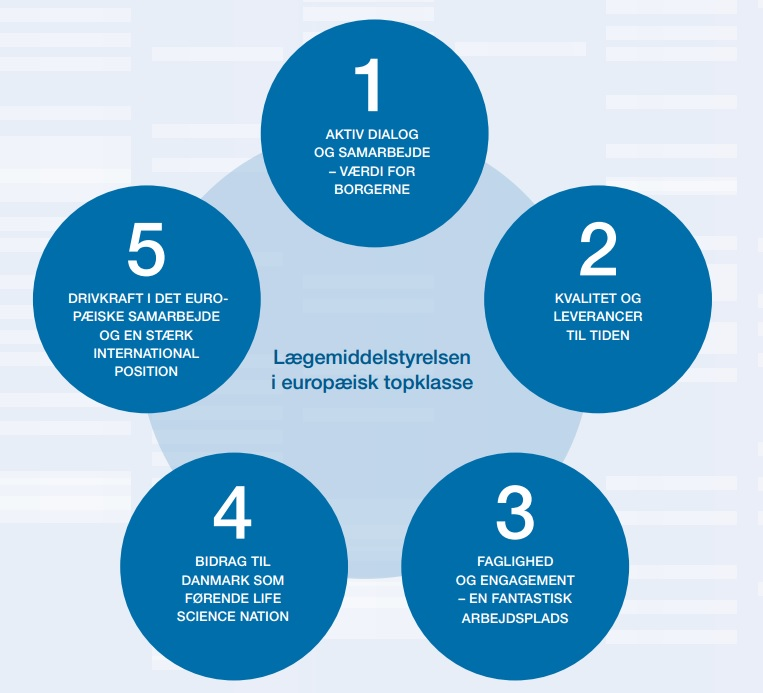 1
AKTIV DIALOG
OG SAMARBEJDE
– VÆRDI FOR
BORGERNE
2
KVALITET OG
LEVERANCER
TIL TIDEN
3
FAGLIGHED
OG ENGAGEMENT
– EN FANTASTISK
ARBEJDSPLADS
4
BIDRAG TIL
DANMARK SOM
FØRENDE LIFE
SCIENCE NATION
5
DRIVKRAFT I DET EURO-
PÆISKE SAMARBEJDE
OG EN STÆRK
INTERNATIONAL
POSITION
Lægemiddelstyrelsen
i europæisk topklasse